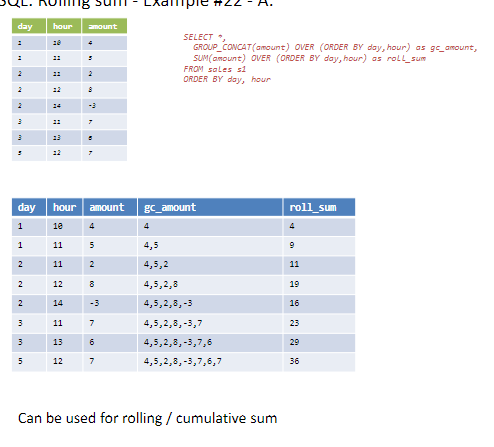 SQL: Rolling sum - Example #22 - A.
day hour amount
1 10 4
1 11 5
2 11 2
2 12 8
2 14 -3
3 11 7
3 13 6
5 12 7
SELECT *,
GROUP_CONCAT(amount) OVER (ORDER BY day,hour) as gc_amount,
SUM(amount) OVER (ORDER BY day,hour) as roll_sum
FROM sales s1
ORDER BY day, hour
day hour amount gc_amount roll_sum
1 10 4 4 4
1 11 5 4,5 9
2 11 2 4,5,2 11
2 12 8 4,5,2,8 19
2 14 -3 4,5,2,8,-3 16
3 11 7 4,5,2,8,-3,7 23
3 13 6 4,5,2,8,-3,7,6 29
5 12 7 4,5,2,8,-3,7,6,7 36
Can be used for rolling / cumulative sum